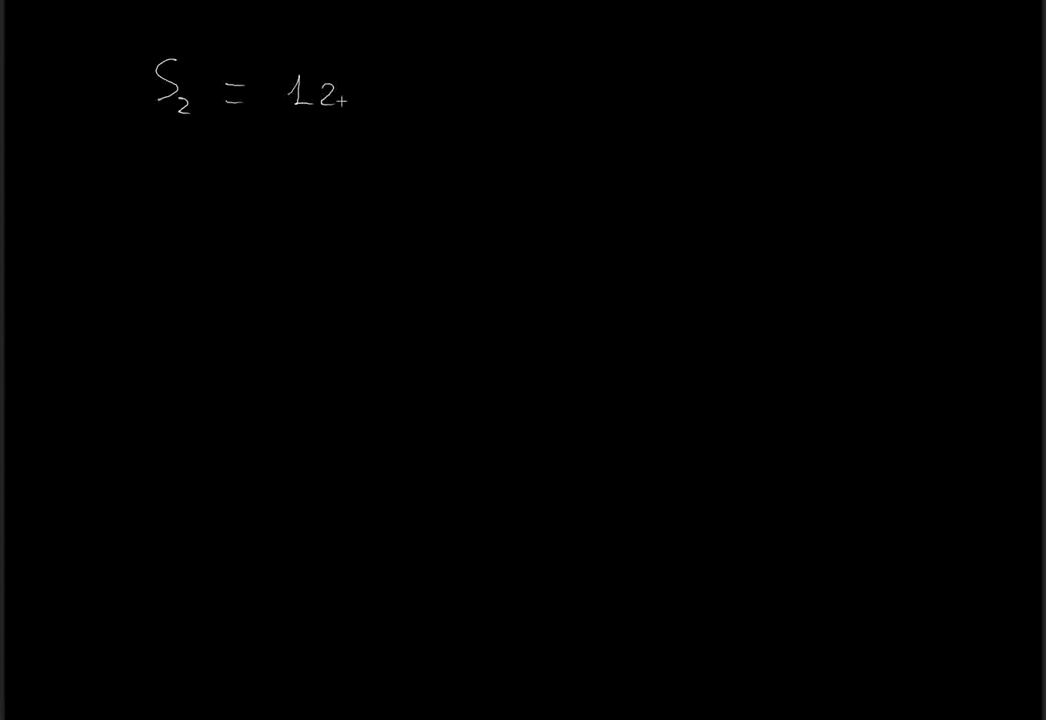 S₂ = 12